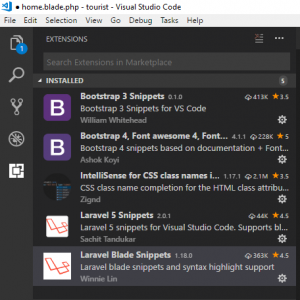 ● home.blade.php - tourist - Visual Studio Code
File Edit Selection View Go Debug Tasks Help
EXTENSIONS
Search Extensions in Marketplace
INSTALLED 5
Bootstrap 3 Snippets 0.1.0 413K 3.5
Bootstrap 3 Snippets for VS Code
William Whitehead
Bootstrap 4, Font awesome 4, Font... 4.1.1 228K 5
Bootstrap 4 snippets based on documentation + Font...
Ashok Koyi
IntelliSense for CSS class names i... 1.17.1 2.1M 3.5
CSS class name completion for the HTML class attribu...
Zignd
Laravel 5 Snippets 2.0.1 44K 4.5
Laravel 5 snippets for Visual Studio Code. Supports bl...
Sachit Tandukar
Laravel Blade Snippets 1.18.0 363K 4.5
Laravel blade snippets and syntax highlight support
Winnie Lin
1
B
B